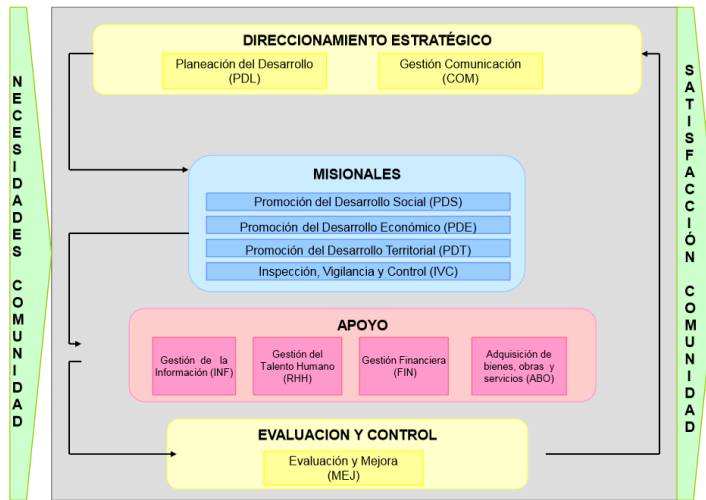 NECESIDADES COMUNIDAD
DIRECCIONAMIENTO ESTRATÉGICO
Planeación del Desarrollo
(PDL)
Gestión Comunicación
(COM)
MISIONALES
Promoción del Desarrollo Social (PDS)
Promoción del Desarrollo Económico (PDE)
Promoción del Desarrollo Territorial (PDT)
Inspección, Vigilancia y Control (IVC)
APOYO
Gestión de la
Información (INF)
Gestión del
Talento Humano
(RHH)
Gestión Financiera
(FIN)
Adquisición de
bienes, obras y
servicios (ABO)
EVALUACION Y CONTROL
Evaluación y Mejora
(MEJ)
SATISFACCIÓN COMUNIDAD